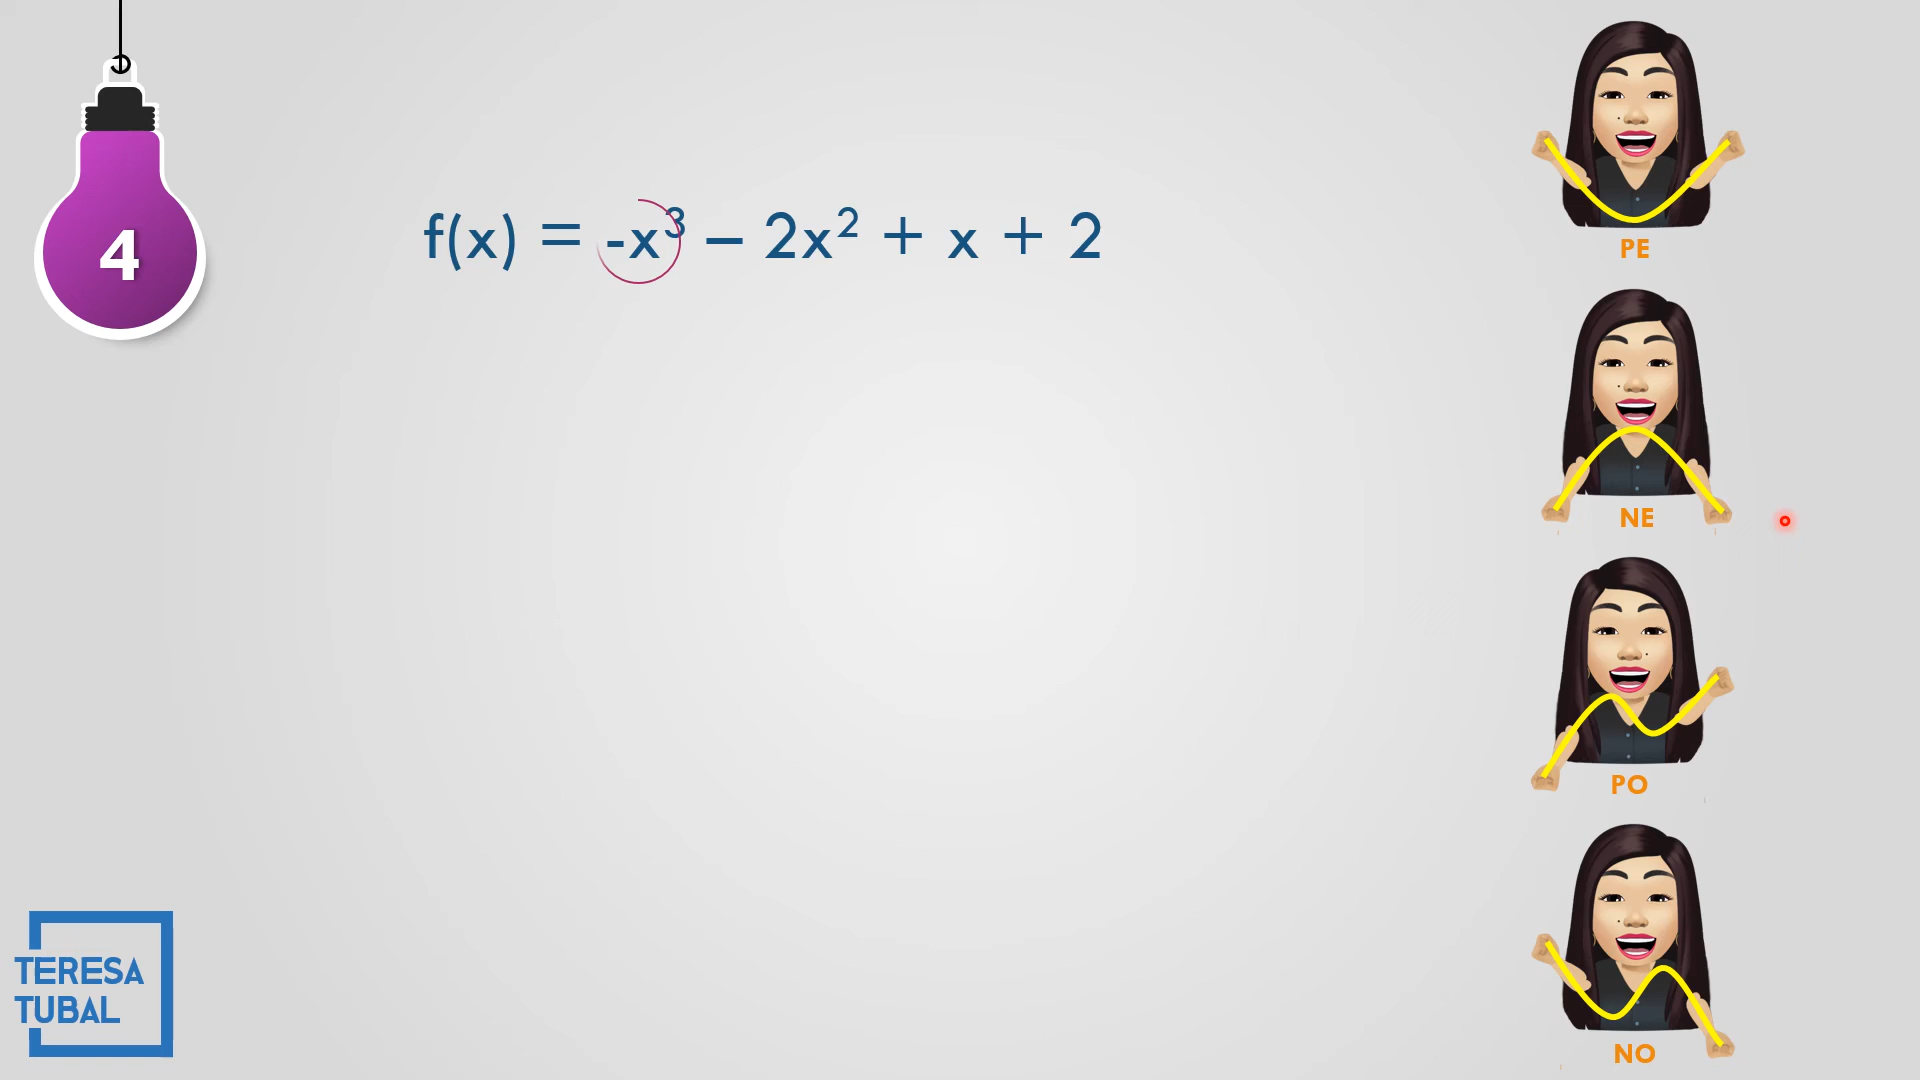 4
f(x) = -x³ – 2x² + x + 2
PE
NE
PO
NO
TERESA
TUBAL